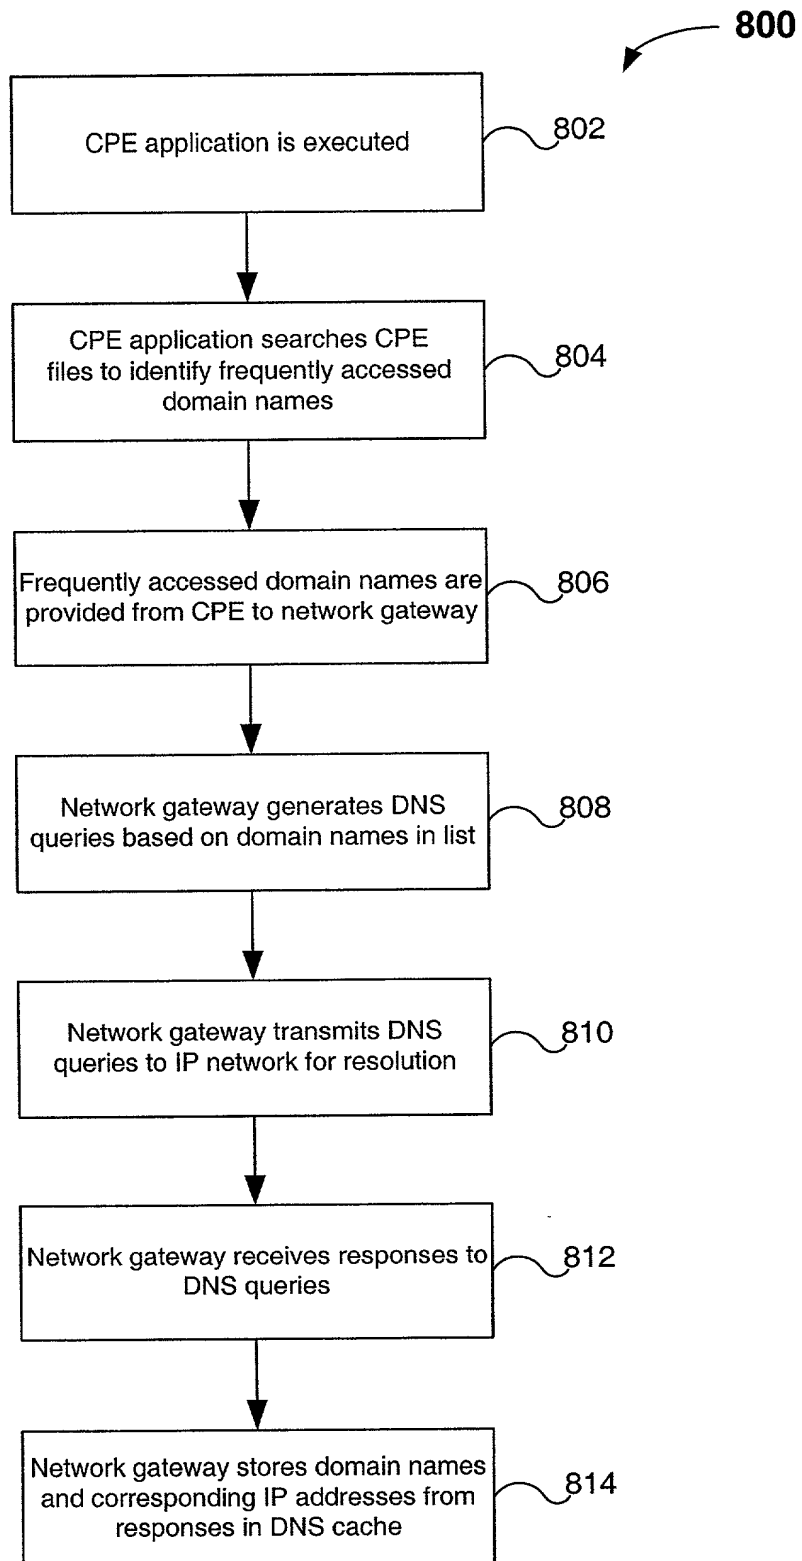 800
CPE application is executed
802
CPE application searches CPE
files to identify frequently accessed
domain names
804
Frequently accessed domain names are
provided from CPE to network gateway
806
Network gateway generates DNS
queries based on domain names in list
808
Network gateway transmits DNS
queries to IP network for resolution
810
Network gateway receives responses to
DNS queries
812
Network gateway stores domain names
and corresponding IP addresses from
responses in DNS cache
814